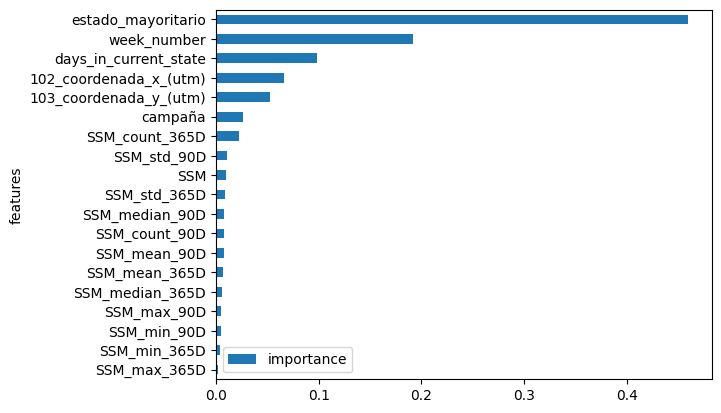 estado_mayoritario
week_number
days_in_current_state
102_coordenada_x_(utm)
103_coordenada_y_(utm)
campaña
SSM_count_365D
SSM_std_90D
SSM
SSM_std_365D
SSM_median_90D
SSM_count_90D
SSM_mean_90D
SSM_mean_365D
SSM_median_365D
SSM_max_90D
SSM_min_90D
SSM_min_365D
SSM_max_365D
features
importance
0.0 0.1 0.2 0.3 0.4